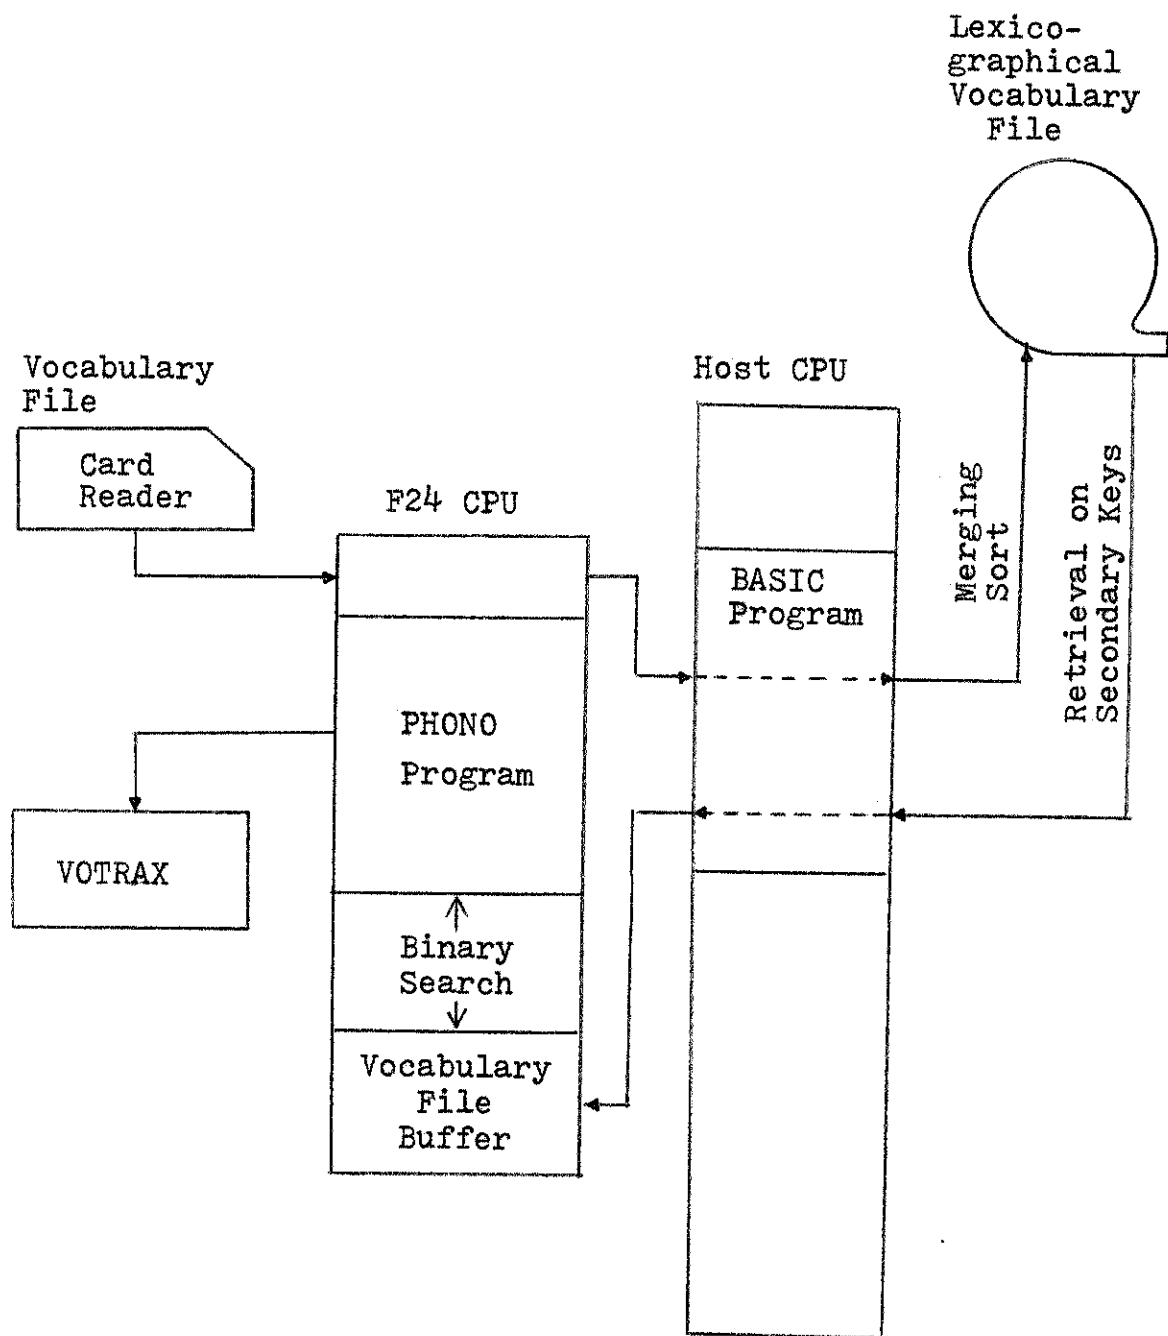 Lexico-
graphical
Vocabulary
File
Vocabulary
File
Card
Reader
F24 CPU
Host CPU
BASIC
Program
Merging
Sort
Retrieval on
Secondary Keys
PHONO
Program
VOTRAX
Binary
Search
Vocabulary
File
Buffer